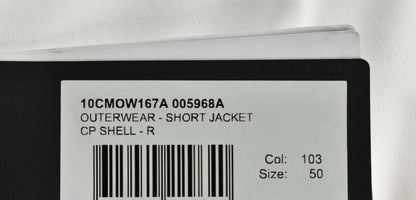 10CMOW167A 005968A
OUTERWEAR - SHORT JACKET
CP SHELL - R
Col: 103
Size: 50